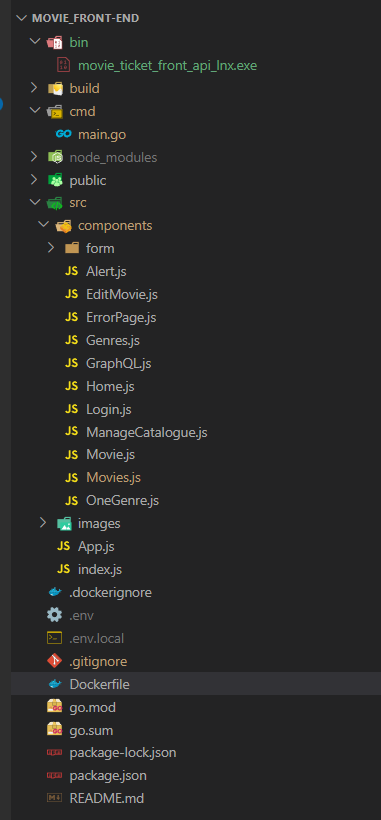 MOVIE_FRONT-END
bin
movie_ticket_front_api_lnx.exe
build
cmd
GO main.go
node_modules
public
src
components
form
JS Alert.js
JS EditMovie.js
JS ErrorPage.js
JS Genres.js
JS GraphQL.js
JS Home.js
JS Login.js
JS ManageCatalogue.js
JS Movie.js
JS Movies.js
JS OneGenre.js
images
JS App.js
JS index.js
.dockerignore
.env
.env.local
.gitignore
Dockerfile
GO go.mod
GO go.sum
package-lock.json
package.json
README.md